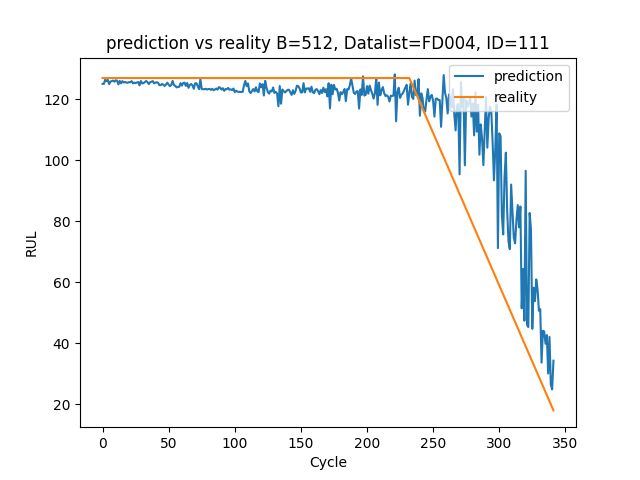 prediction vs reality B=512, Datalist=FD004, ID=111
prediction
reality
120
100
80
60
40
20
RUL
0 50 100 150 200 250 300 350
Cycle